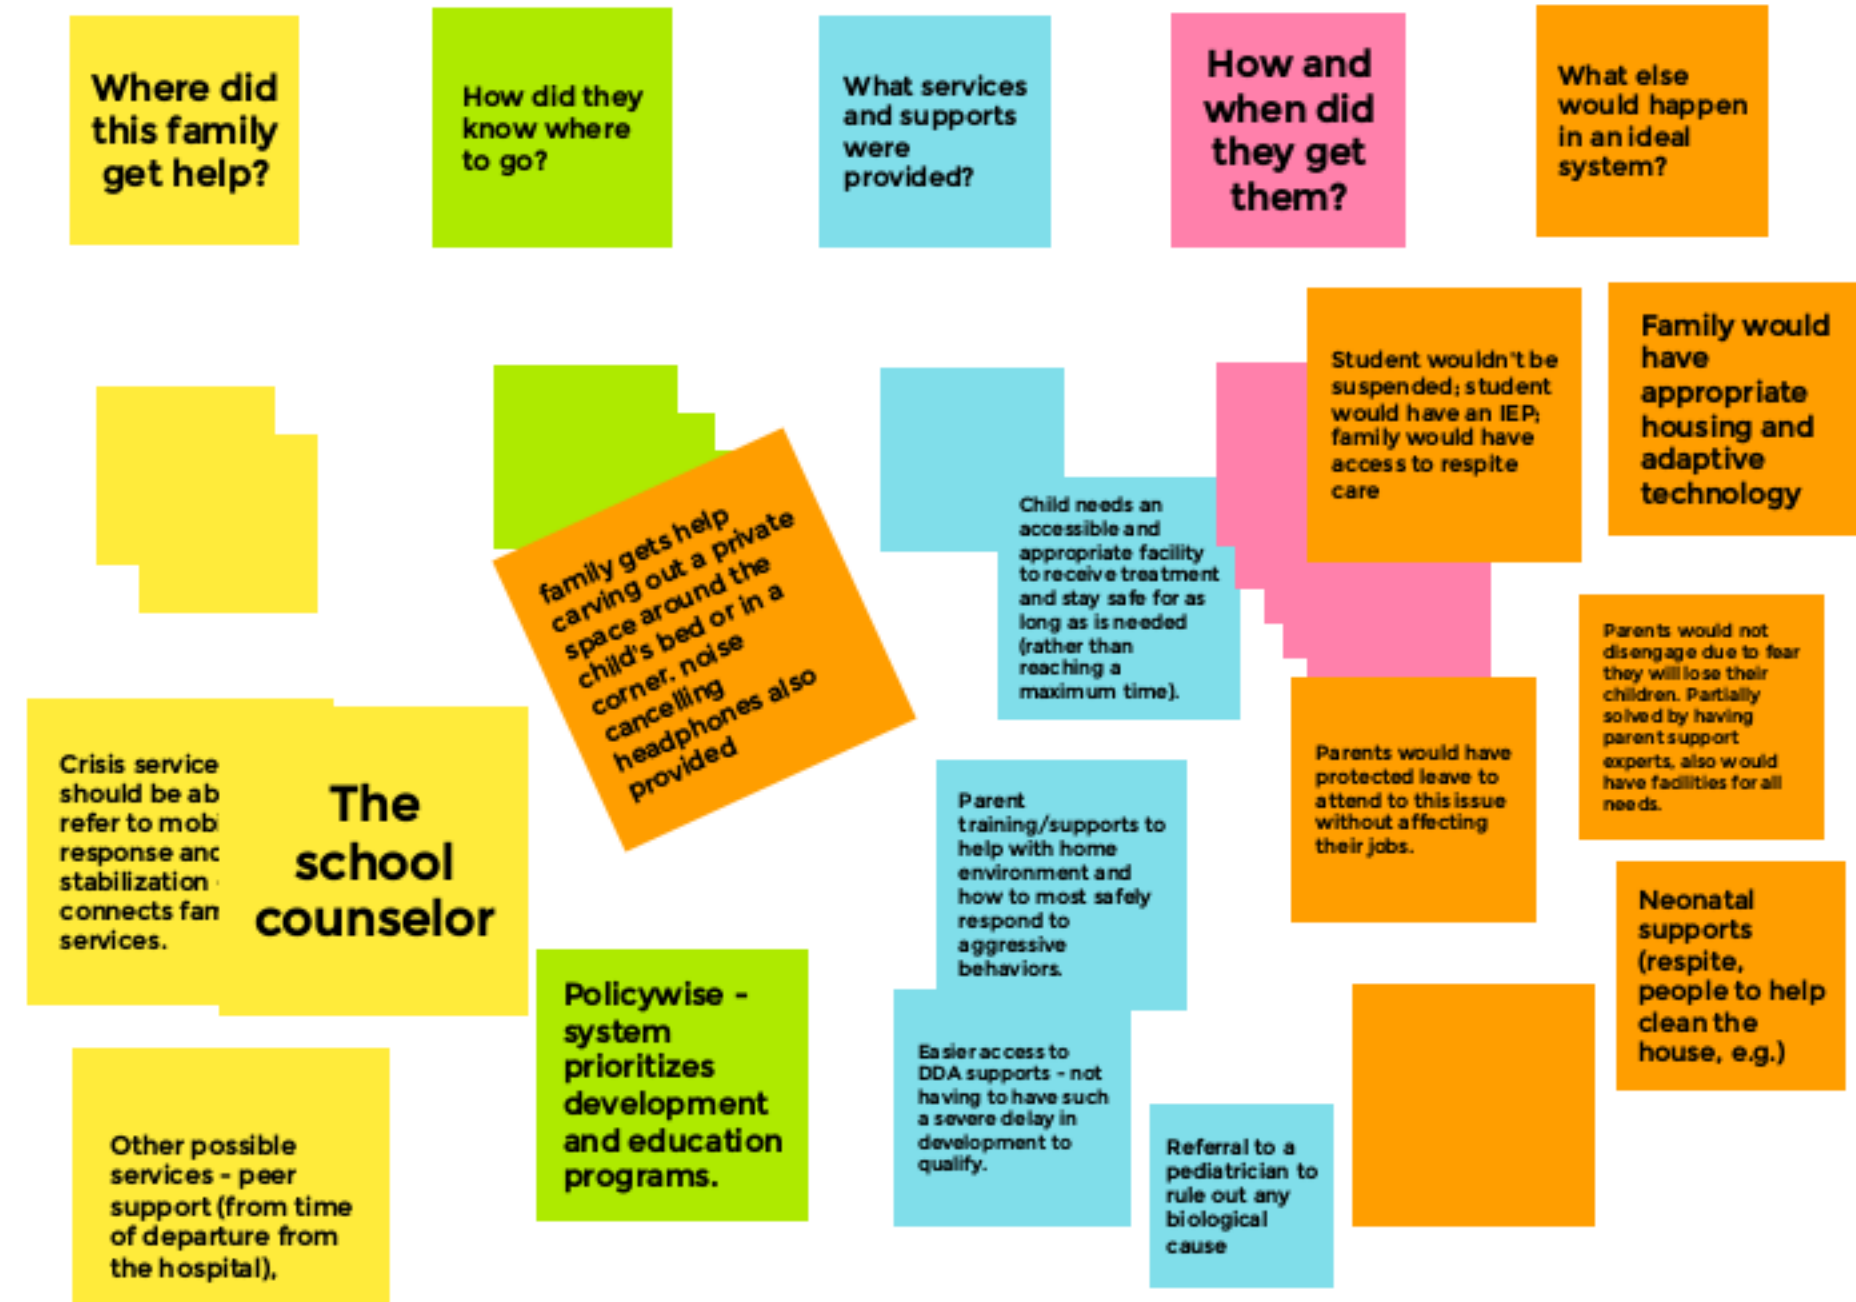 Where did
this family
get help?
How did they
know where
to go?
What services
and supports
were
provided?
How and
when did
they get
them?
What else
would happen
in an ideal
system?
Crisis service
should be ab
refer to mobi
response and
stabilization
connects fam
services.
The
school
counselor
Other possible
services - peer
support (from time
of departure from
the hospital),
family gets help
carving out a private
space around the
child's bed or in a
corner. noise
cancelling
headphones also
provided
Policywise -
system
prioritizes
development
and education
programs.
Child needs an
accessible and
appropriate facility
to receive treatment
and stay safe for as
long as is needed
(rather than
reaching a
maximum time).
Parent
training/supports to
help with home
environment and
how to most safely
respond to
aggressive
behaviors.
Easier access to
DDA supports - not
having to have such
a severe delay in
development to
qualify.
Referral to a
pediatrician to
rule out any
biological
cause
Student wouldn't be
suspended; student
would have an IEP;
family would have
access to respite
care
Family would
have
appropriate
housing and
adaptive
technology
Parents would have
protected leave to
attend to this issue
without affecting
their jobs.
Parents would not
disengage due to fear
they will lose their
children. Partially
solved by having
parent support
experts, also would
have facilities for all
needs.
Neonatal
supports
(respite,
people to help
clean the
house, e.g.)